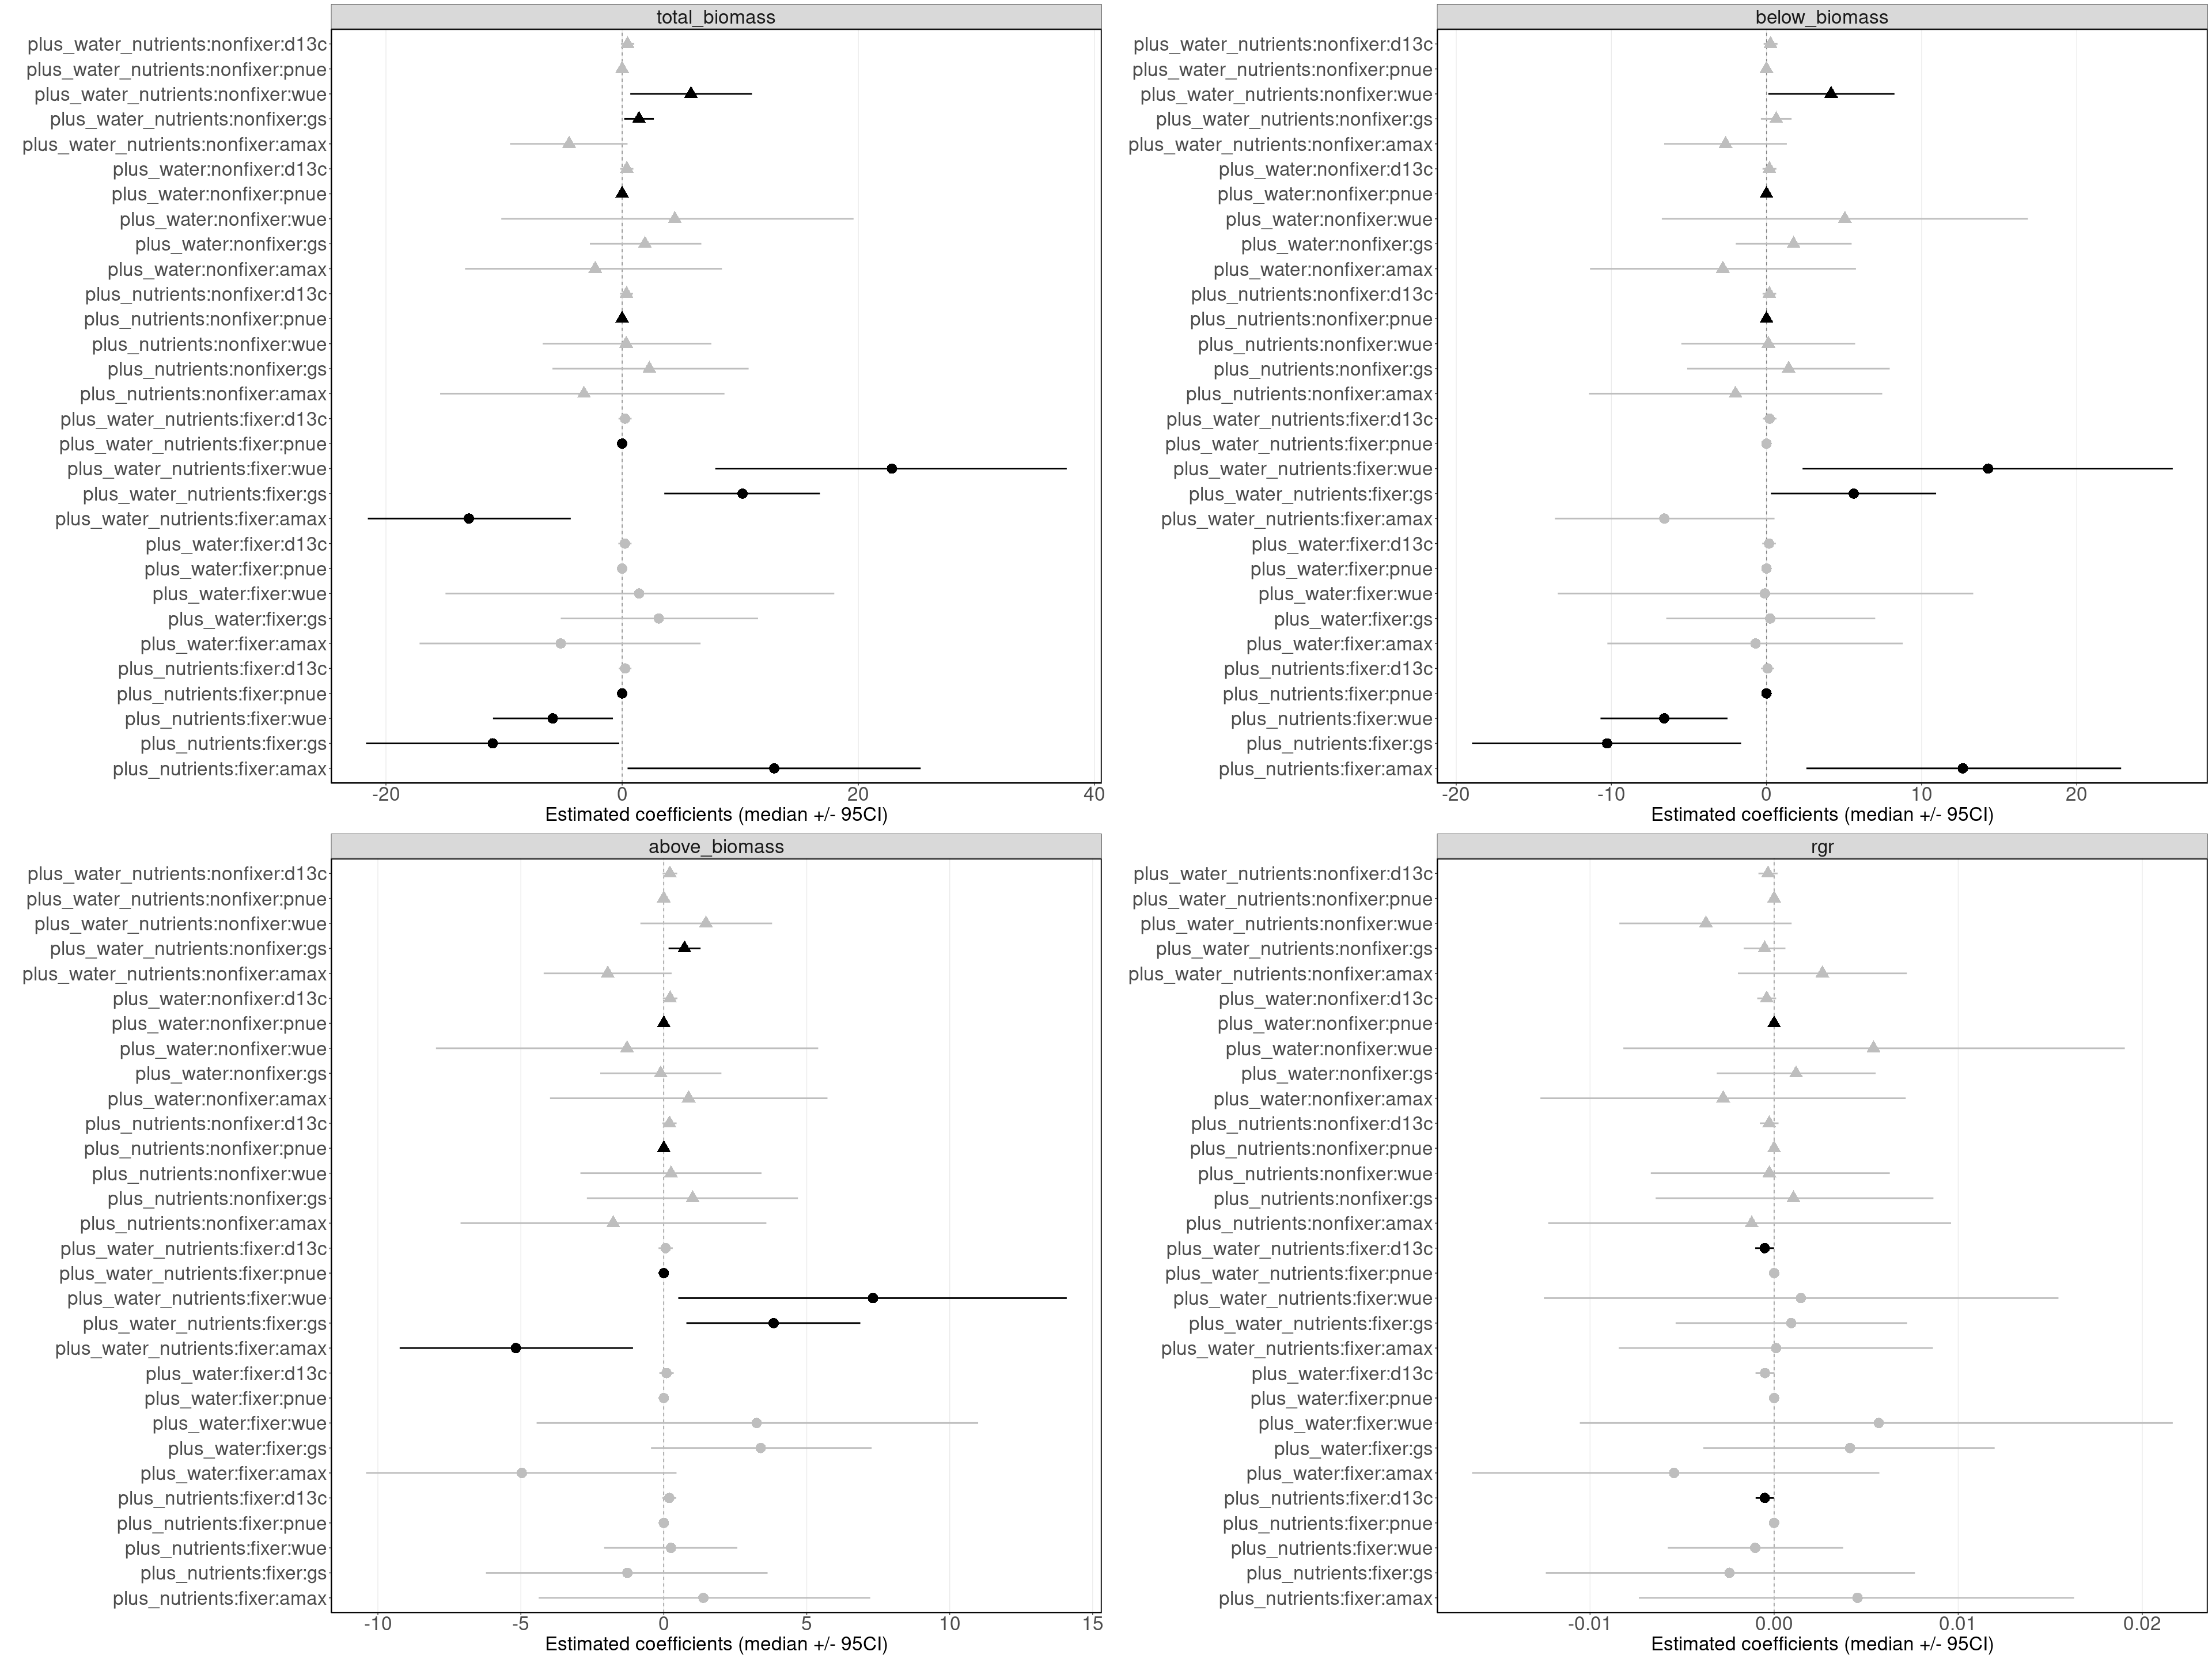 total_biomass
plus_water_nutrients:nonfixer:d13c
plus_water_nutrients:nonfixer:pnue
plus_water_nutrients:nonfixer:wue
plus_water_nutrients:nonfixer:gs
plus_water_nutrients:nonfixer:amax
plus_water:nonfixer:d13c
plus_water:nonfixer:pnue
plus_water:nonfixer:wue
plus_water:nonfixer:gs
plus_water:nonfixer:amax
plus_nutrients:nonfixer:d13c
plus_nutrients:nonfixer:pnue
plus_nutrients:nonfixer:wue
plus_nutrients:nonfixer:gs
plus_nutrients:nonfixer:amax
plus_water_nutrients:fixer:d13c
plus_water_nutrients:fixer:pnue
plus_water_nutrients:fixer:wue
plus_water_nutrients:fixer:gs
plus_water_nutrients:fixer:amax
plus_water:fixer:d13c
plus_water:fixer:pnue
plus_water:fixer:wue
plus_water:fixer:gs
plus_water:fixer:amax
plus_nutrients:fixer:d13c
plus_nutrients:fixer:pnue
plus_nutrients:fixer:wue
plus_nutrients:fixer:gs
plus_nutrients:fixer:amax
-20 0 20 40
Estimated coefficients (median +/- 95CI)
below_biomass
plus_water_nutrients:nonfixer:d13c
plus_water_nutrients:nonfixer:pnue
plus_water_nutrients:nonfixer:wue
plus_water_nutrients:nonfixer:gs
plus_water_nutrients:nonfixer:amax
plus_water:nonfixer:d13c
plus_water:nonfixer:pnue
plus_water:nonfixer:wue
plus_water:nonfixer:gs
plus_water:nonfixer:amax
plus_nutrients:nonfixer:d13c
plus_nutrients:nonfixer:pnue
plus_nutrients:nonfixer:wue
plus_nutrients:nonfixer:gs
plus_nutrients:nonfixer:amax
plus_water_nutrients:fixer:d13c
plus_water_nutrients:fixer:pnue
plus_water_nutrients:fixer:wue
plus_water_nutrients:fixer:gs
plus_water_nutrients:fixer:amax
plus_water:fixer:d13c
plus_water:fixer:pnue
plus_water:fixer:wue
plus_water:fixer:gs
plus_water:fixer:amax
plus_nutrients:fixer:d13c
plus_nutrients:fixer:pnue
plus_nutrients:fixer:wue
plus_nutrients:fixer:gs
plus_nutrients:fixer:amax
-20 -10 0 10 20
Estimated coefficients (median +/- 95CI)
above_biomass
plus_water_nutrients:nonfixer:d13c
plus_water_nutrients:nonfixer:pnue
plus_water_nutrients:nonfixer:wue
plus_water_nutrients:nonfixer:gs
plus_water_nutrients:nonfixer:amax
plus_water:nonfixer:d13c
plus_water:nonfixer:pnue
plus_water:nonfixer:wue
plus_water:nonfixer:gs
plus_water:nonfixer:amax
plus_nutrients:nonfixer:d13c
plus_nutrients:nonfixer:pnue
plus_nutrients:nonfixer:wue
plus_nutrients:nonfixer:gs
plus_nutrients:nonfixer:amax
plus_water_nutrients:fixer:d13c
plus_water_nutrients:fixer:pnue
plus_water_nutrients:fixer:wue
plus_water_nutrients:fixer:gs
plus_water_nutrients:fixer:amax
plus_water:fixer:d13c
plus_water:fixer:pnue
plus_water:fixer:wue
plus_water:fixer:gs
plus_water:fixer:amax
plus_nutrients:fixer:d13c
plus_nutrients:fixer:pnue
plus_nutrients:fixer:wue
plus_nutrients:fixer:gs
plus_nutrients:fixer:amax
-10 -5 0 5 10 15
Estimated coefficients (median +/- 95CI)
rgr
plus_water_nutrients:nonfixer:d13c
plus_water_nutrients:nonfixer:pnue
plus_water_nutrients:nonfixer:wue
plus_water_nutrients:nonfixer:gs
plus_water_nutrients:nonfixer:amax
plus_water:nonfixer:d13c
plus_water:nonfixer:pnue
plus_water:nonfixer:wue
plus_water:nonfixer:gs
plus_water:nonfixer:amax
plus_nutrients:nonfixer:d13c
plus_nutrients:nonfixer:pnue
plus_nutrients:nonfixer:wue
plus_nutrients:nonfixer:gs
plus_nutrients:nonfixer:amax
plus_water_nutrients:fixer:d13c
plus_water_nutrients:fixer:pnue
plus_water_nutrients:fixer:wue
plus_water_nutrients:fixer:gs
plus_water_nutrients:fixer:amax
plus_water:fixer:d13c
plus_water:fixer:pnue
plus_water:fixer:wue
plus_water:fixer:gs
plus_water:fixer:amax
plus_nutrients:fixer:d13c
plus_nutrients:fixer:pnue
plus_nutrients:fixer:wue
plus_nutrients:fixer:gs
plus_nutrients:fixer:amax
-0.01 0.00 0.01 0.02
Estimated coefficients (median +/- 95CI)